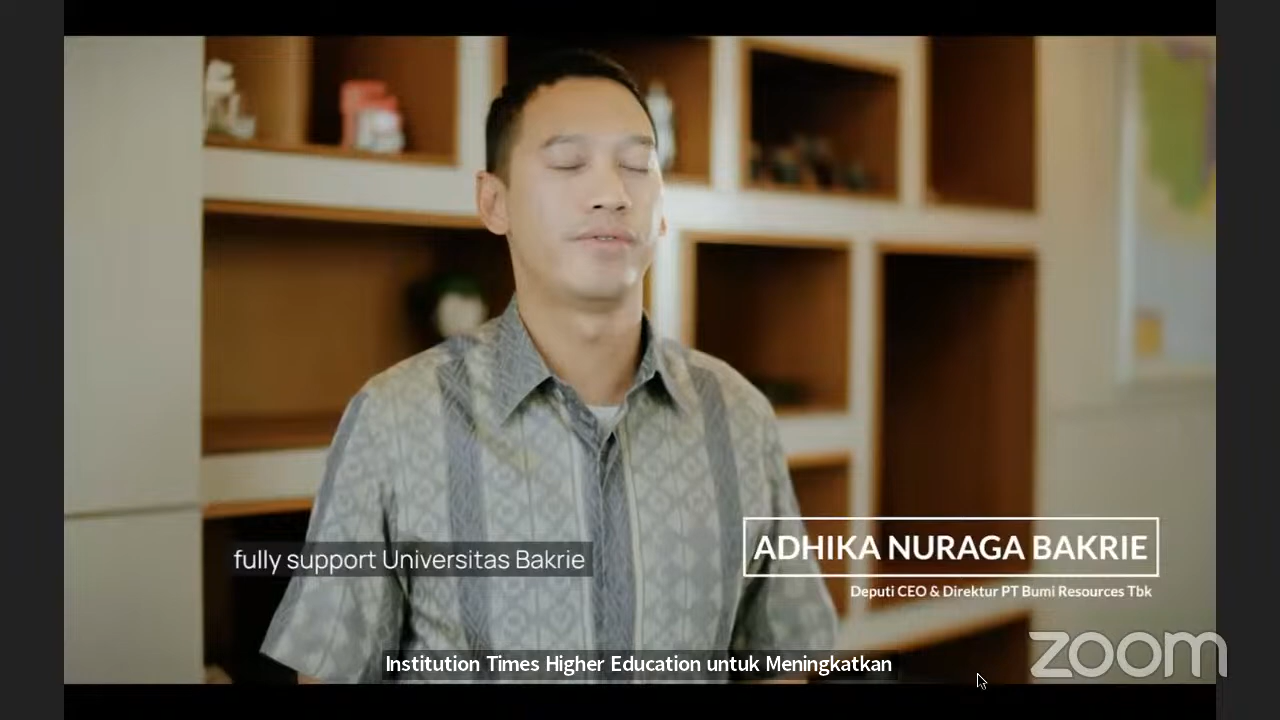 fully support Universitas Bakrie
ADHIKA NURAGA BAKRIE
Deputi CEO & Direktur PT Bumi Resources Tbk
zoom
Institution Times Higher Education untuk Meningkatkan